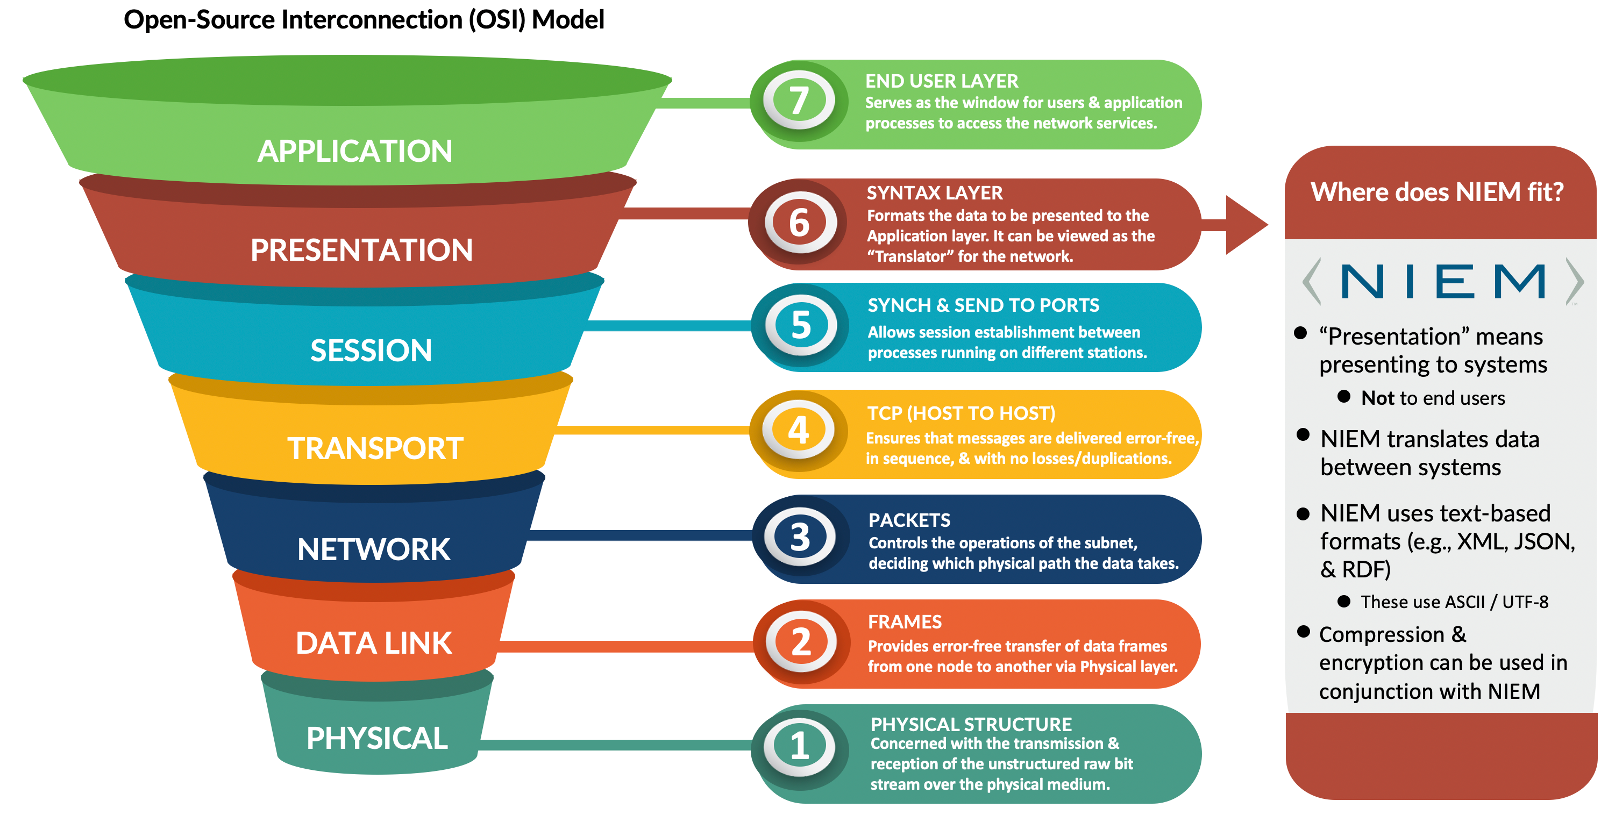 Open-Source Interconnection (OSI) Model
APPLICATION
PRESENTATION
SESSION
TRANSPORT
NETWORK
DATA LINK
PHYSICAL
7
END USER LAYER
Serves as the window for users & application
processes to access the network services.
6
SYNTAX LAYER
Formats the data to be presented to the
Application layer. It can be viewed as the
“Translator” for the network.
5
SYNCH & SEND TO PORTS
Allows session establishment between
processes running on different stations.
4
TCP (HOST TO HOST)
Ensures that messages are delivered error-free,
in sequence, & with no losses/duplications.
3
PACKETS
Controls the operations of the subnet,
deciding which physical path the data takes.
2
FRAMES
Provides error-free transfer of data frames
from one node to another via Physical layer.
1
PHYSICAL STRUCTURE
Concerned with the transmission &
reception of the unstructured raw bit
stream over the physical medium.
Where does NIEM fit?
NIEM
● “Presentation” means
presenting to systems
● Not to end users
● NIEM translates data
between systems
● NIEM uses text-based
formats (e.g., XML, JSON,
& RDF)
● These use ASCII / UTF-8
● Compression &
encryption can be used in
conjunction with NIEM